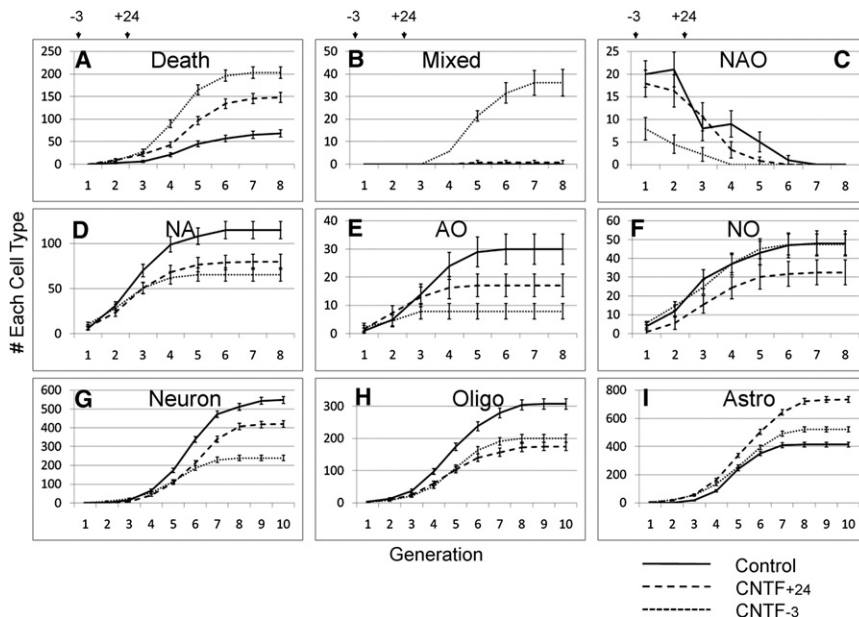 -3 +24 -3 +24 -3 +24
A Death
250
200
150
100
50
0
1 2 3 4 5 6 7 8
B Mixed
50
40
30
20
10
0
1 2 3 4 5 6 7 8
NAO C
25
20
15
10
5
0
1 2 3 4 5 6 7 8
# Each Cell Type
D NA
100
50
0
1 2 3 4 5 6 7 8
E AO
40
30
20
10
0
1 2 3 4 5 6 7 8
F NO
60
50
40
30
20
10
0
1 2 3 4 5 6 7 8
G Neuron
600
500
400
300
200
100
0
1 2 3 4 5 6 7 8 9 10
H Oligo
300
200
100
0
1 2 3 4 5 6 7 8 9 10
I Astro
800
600
400
200
0
1 2 3 4 5 6 7 8 9 10
Generation
Control
CNTF+24
CNTF-3